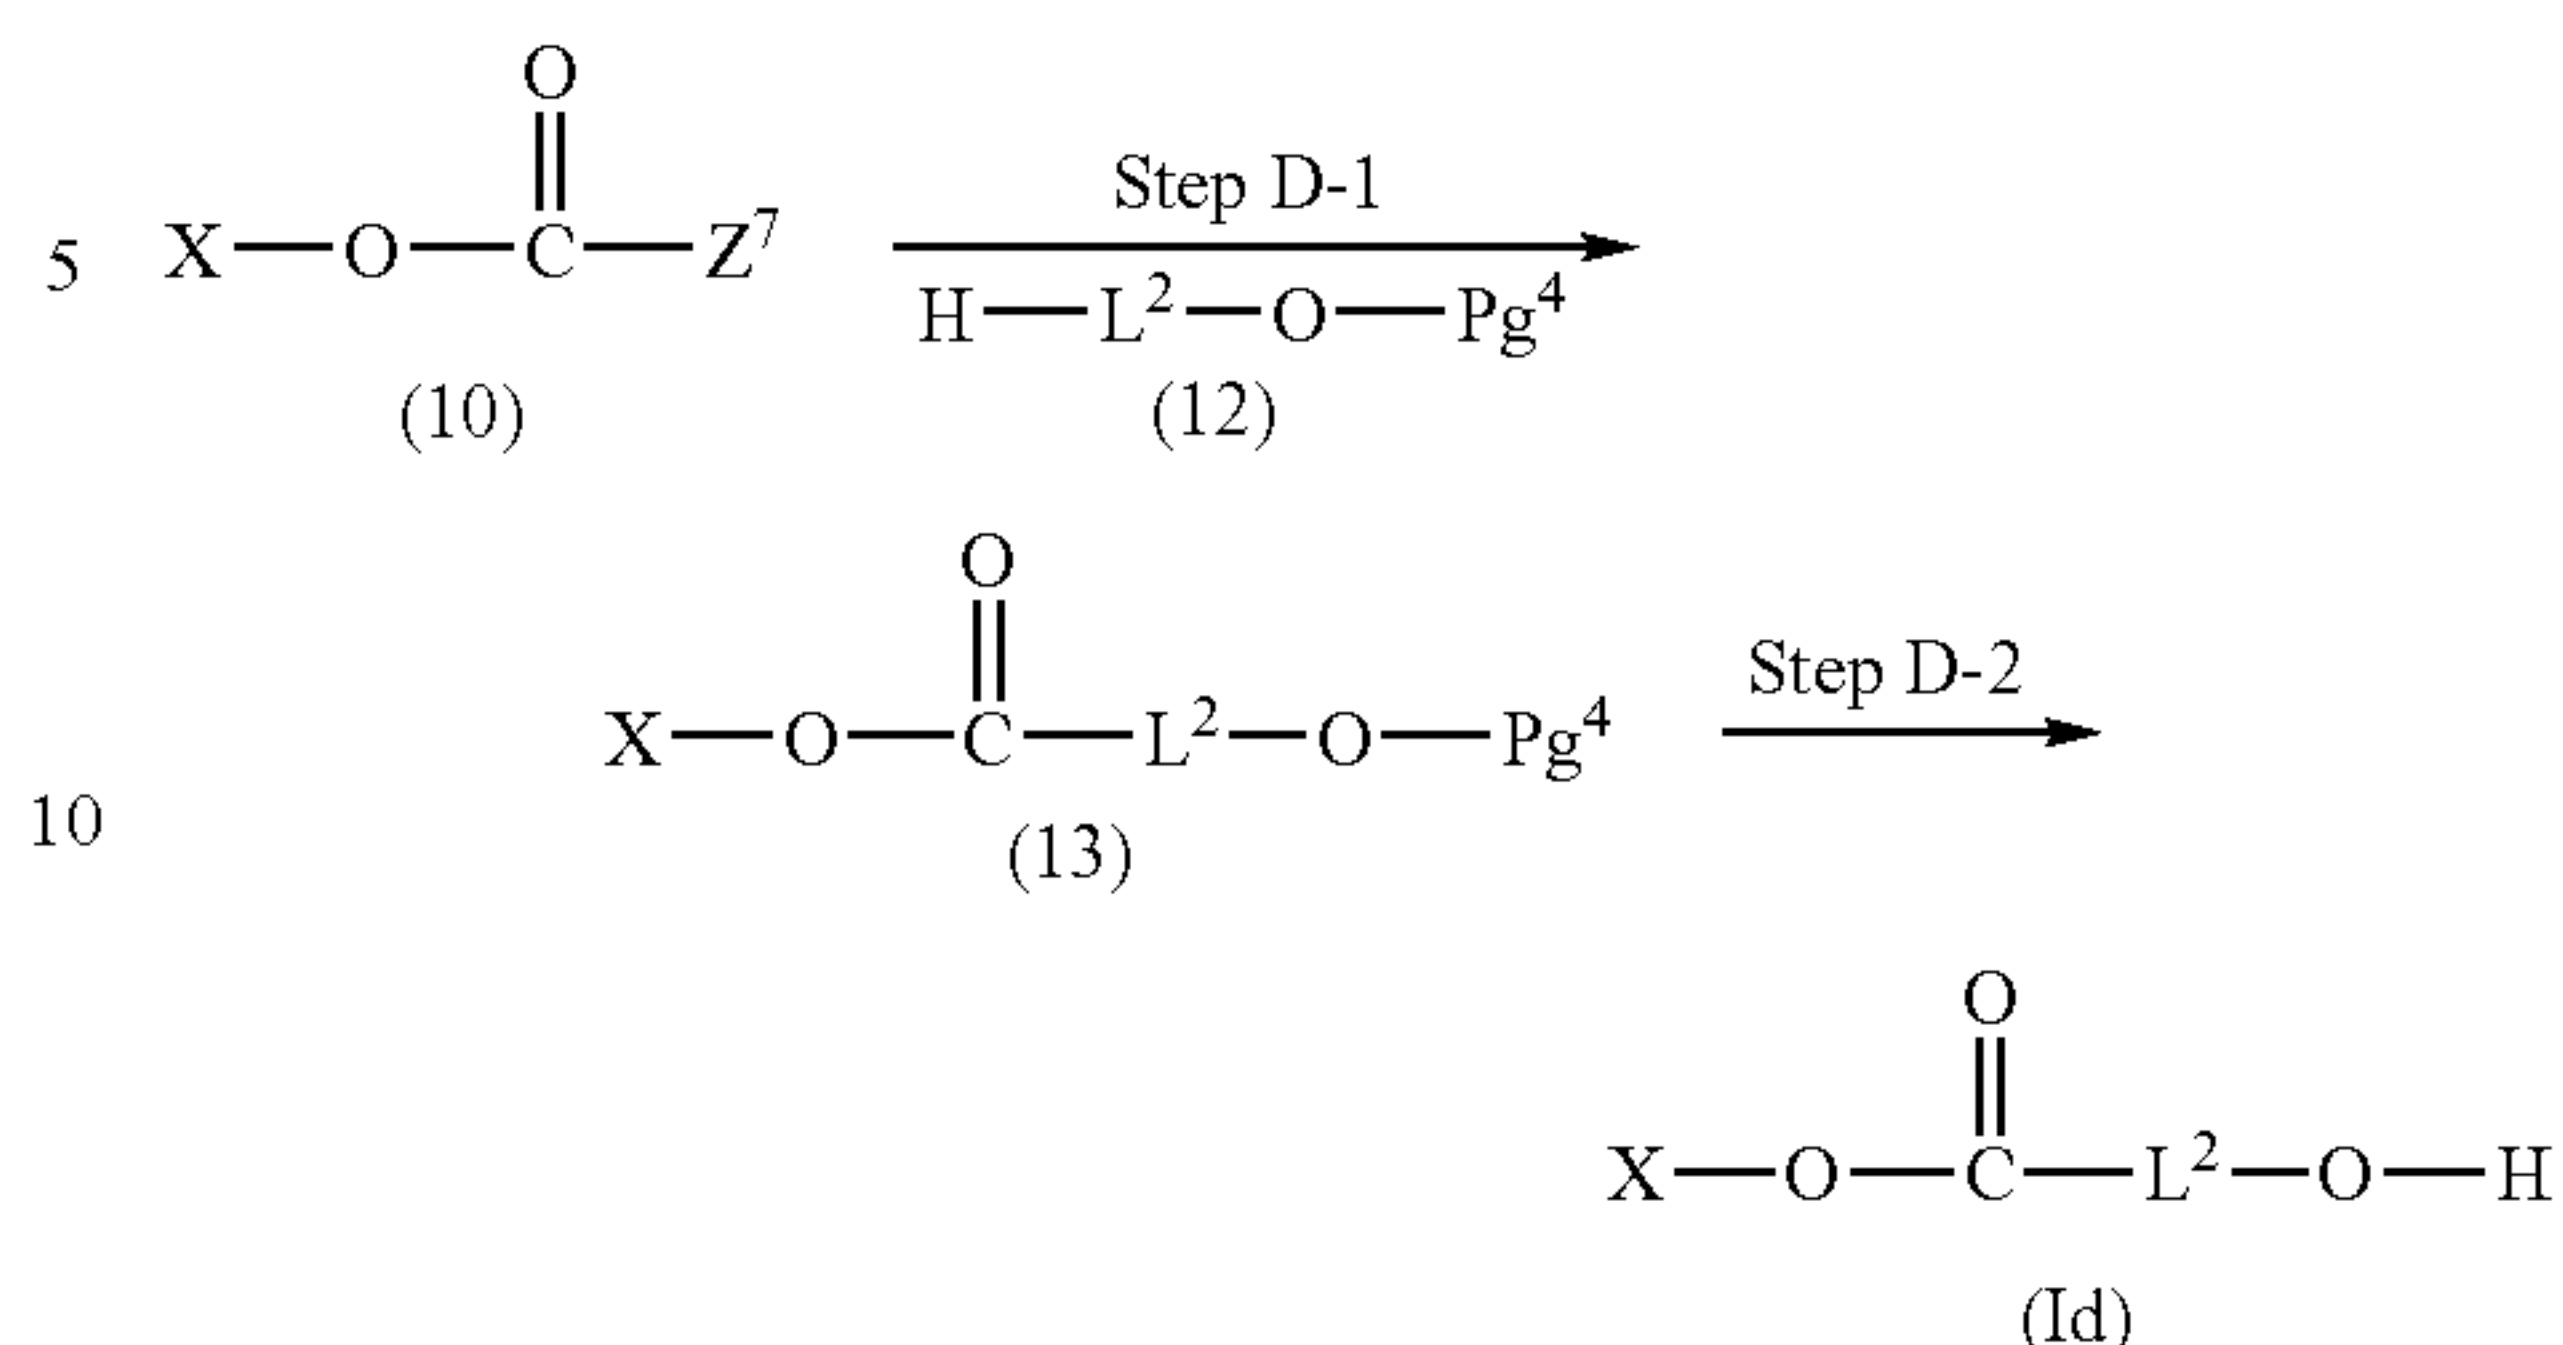 O
Step D-1
5 X—O—C—Z⁷
H—L²—O—Pg⁴
(10) (12)
O
Step D-2
X—O—C—L²—O—Pg⁴
10
(13)
O
X—O—C—L²—O—H
(Id)